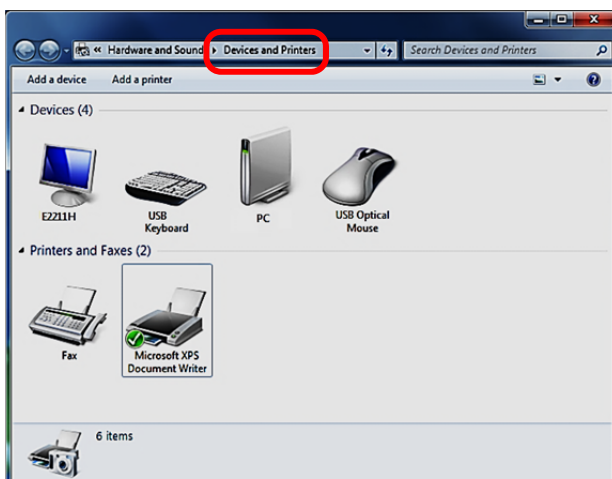 « Hardware and Sound ▸ Devices and Printers
Search Devices and Printers
Add a device Add a printer
Devices (4)
E2211H
USB
Keyboard
PC
USB Optical
Mouse
Printers and Faxes (2)
Fax
Microsoft XPS
Document Writer
6 items